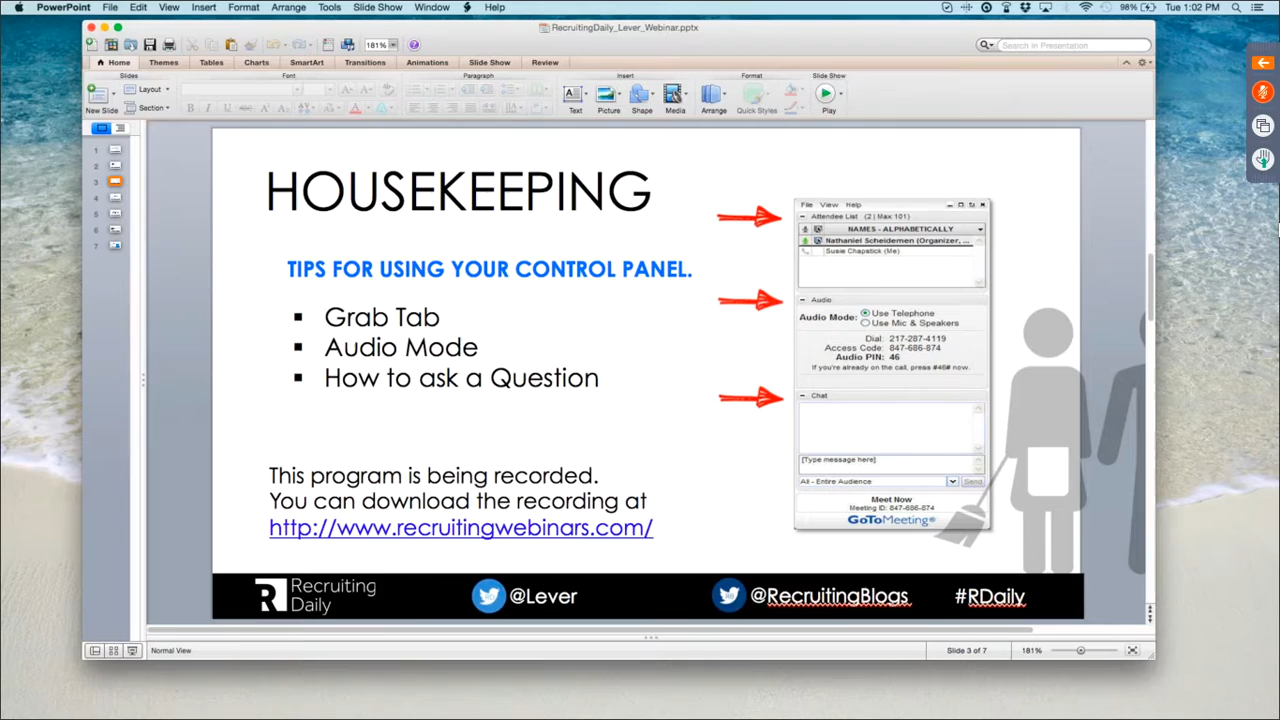 PowerPoint File Edit View Insert Format Arrange Tools Slide Show Window Help 98% Tue 1:02 PM
RecruitingDaily_Lever_Webinar.pptx
181%
Search in Presentation
Home Themes Tables Charts SmartArt Transitions Animations Slide Show Review
Slides Font Paragraph Insert Format Slide Show
Layout
Section
New Slide Text Picture Shape Media Arrange Quick Styles Play
1
2
3
4
5
6
7
HOUSEKEEPING
TIPS FOR USING YOUR CONTROL PANEL.
Grab Tab
Audio Mode
How to ask a Question
This program is being recorded.
You can download the recording at
http://www.recruitingwebinars.com/
File View Help
Attendee List (2 | Max 101)
NAMES - ALPHABETICALLY
Nathaniel Scheidemen (Organizer, ...
Susie Chapstick (Me)
Audio
Audio Mode: Use Telephone
Use Mic & Speakers
Dial: 217-287-4119
Access Code: 847-686-874
Audio PIN: 46
If you're already on the call, press #46# now.
Chat
[Type message here]
All - Entire Audience Send
Meet Now
Meeting ID: 847-686-874
GoToMeeting®
Recruiting
Daily
@Lever
@RecruitingBlogs
#RDaily
Normal View Slide 3 of 7 181%